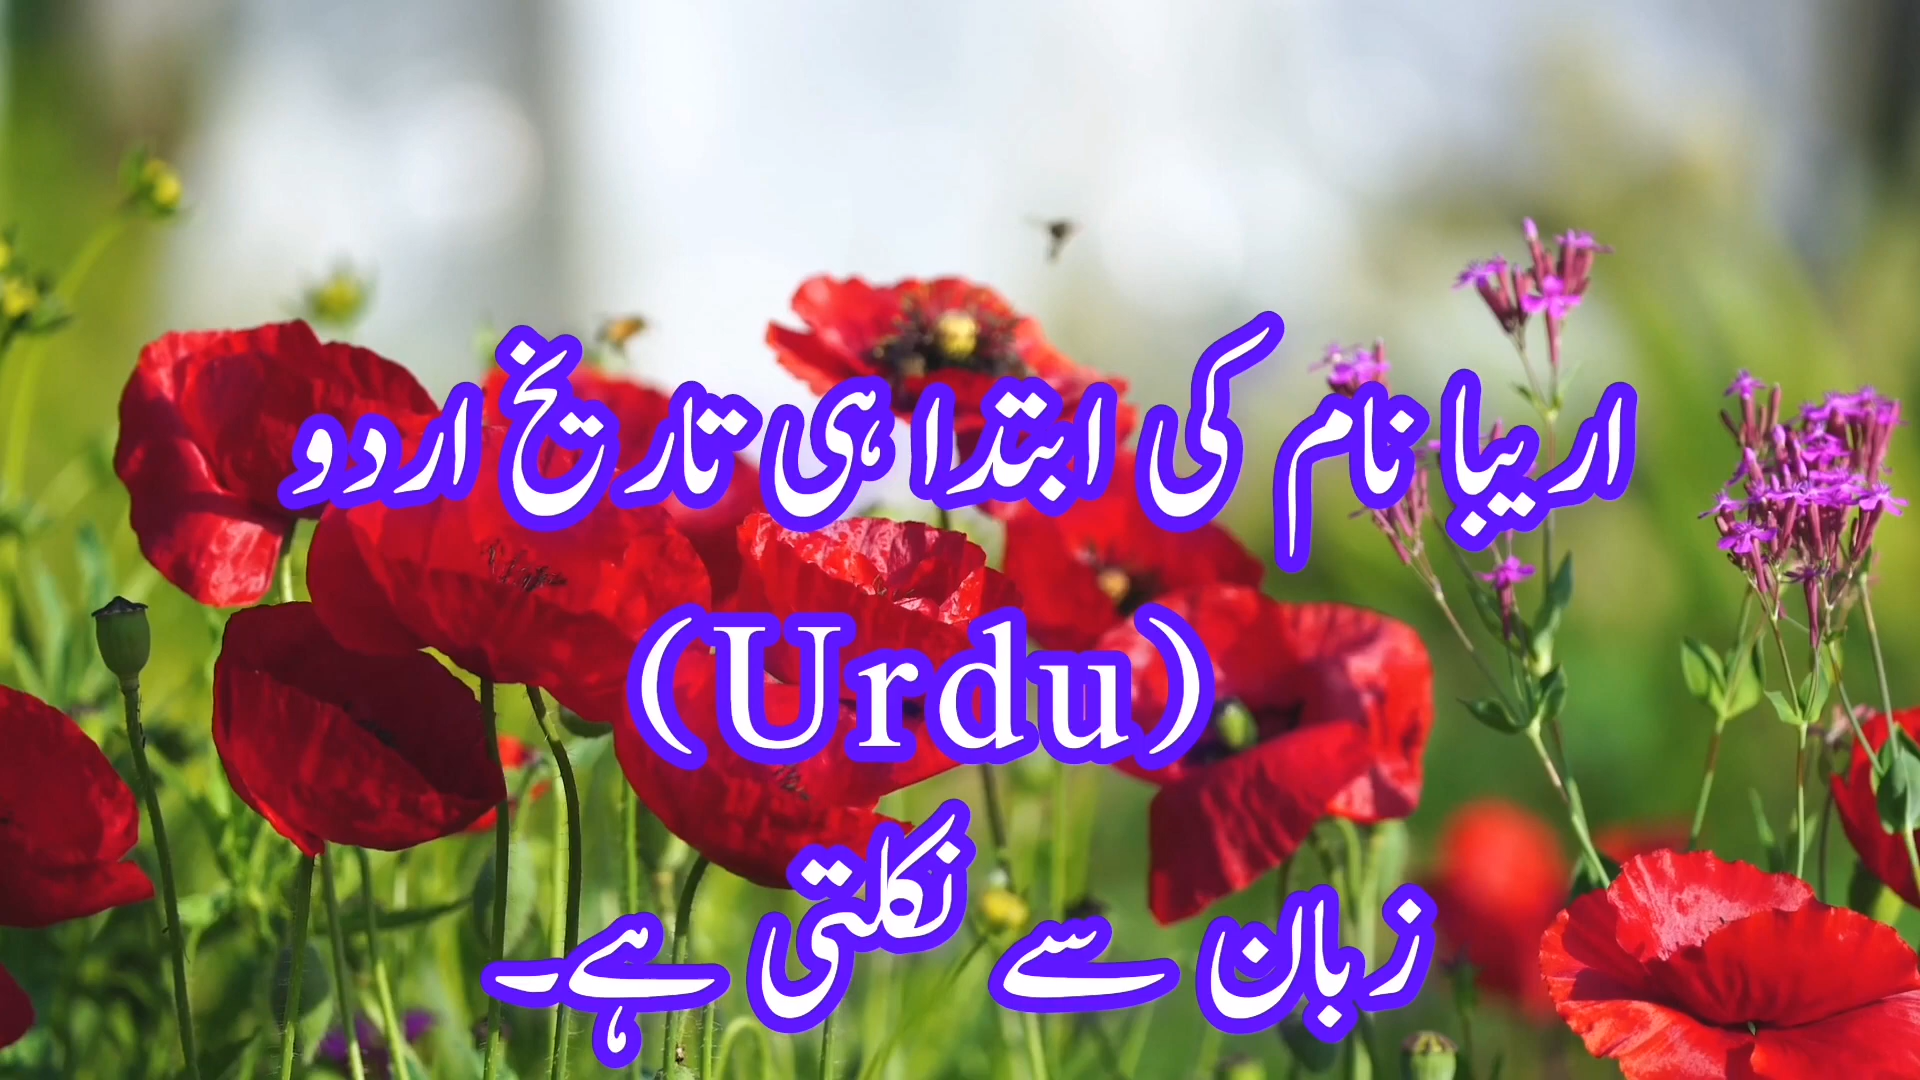 اریبا نام کی ابتدا ہی تاریخ اردو
(Urdu)
زبان سے نکلتی ہے۔